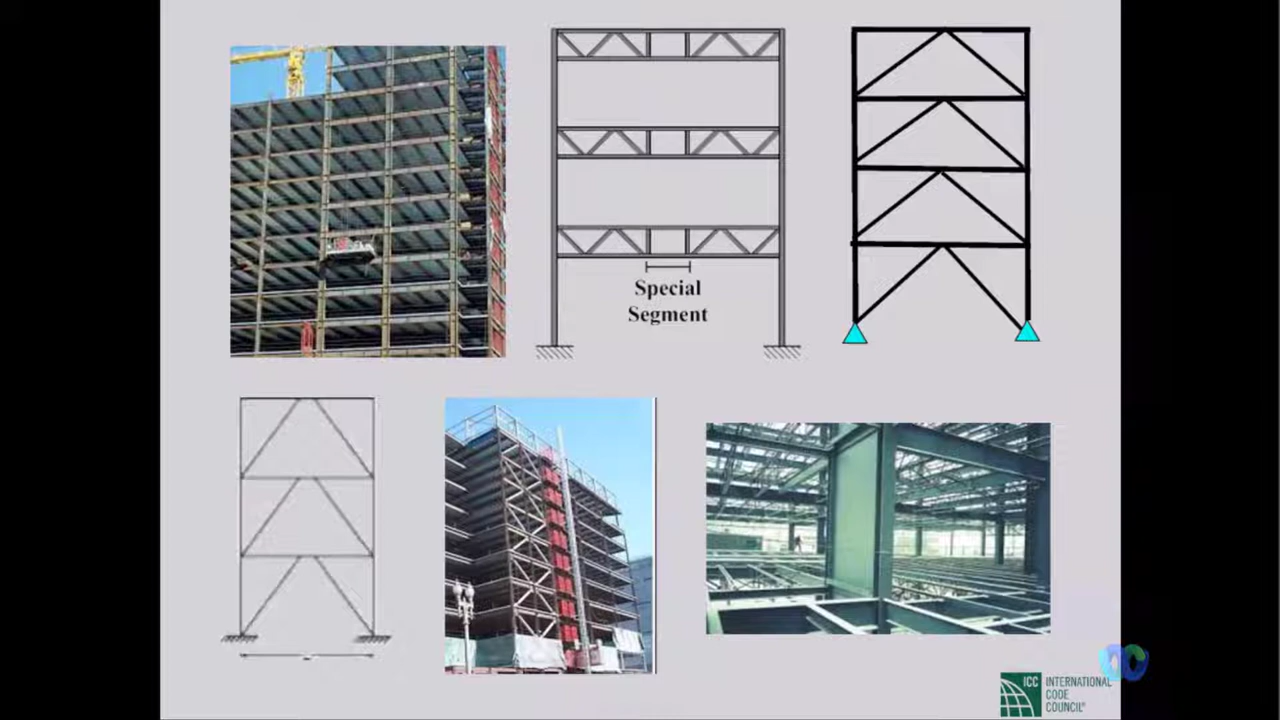 Special
Segment
ICC
INTERNATIONAL
CODE
COUNCIL®